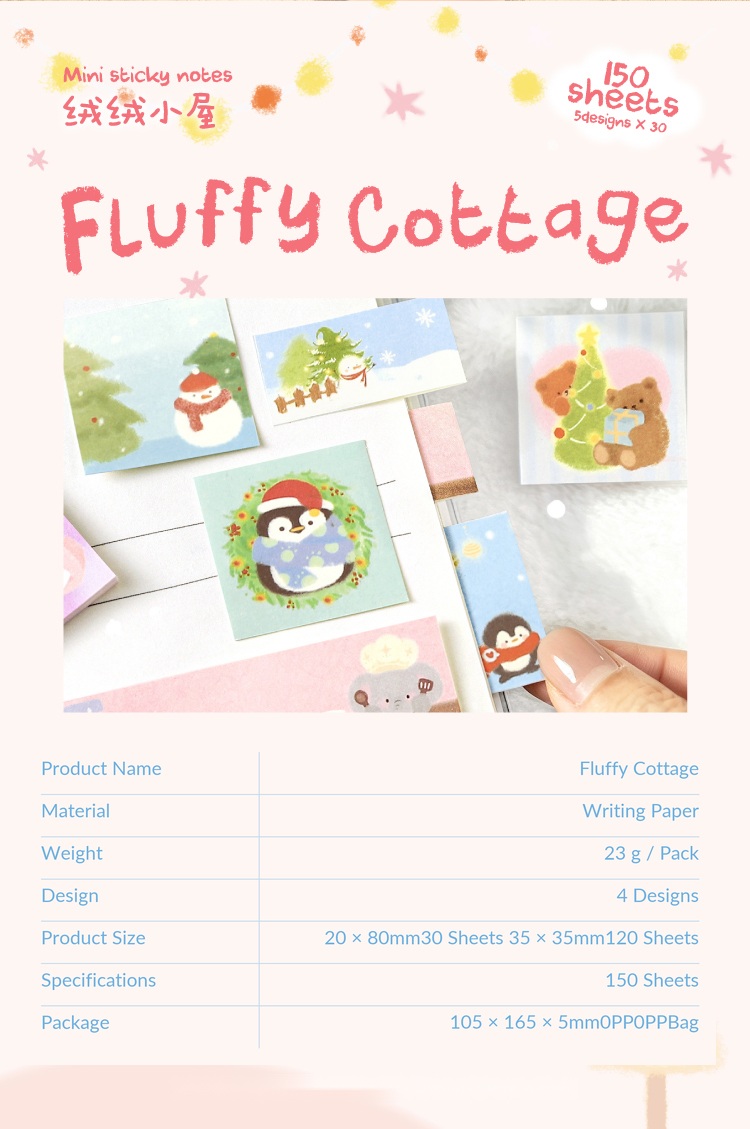 Mini sticky notes
绒绒小屋
150
sheets
5designs X 30
Fluffy Cottage
Product Name Fluffy Cottage
Material Writing Paper
Weight 23 g / Pack
Design 4 Designs
Product Size 20 × 80mm30 Sheets 35 × 35mm120 Sheets
Specifications 150 Sheets
Package 105 × 165 × 5mm0PP0PPBag